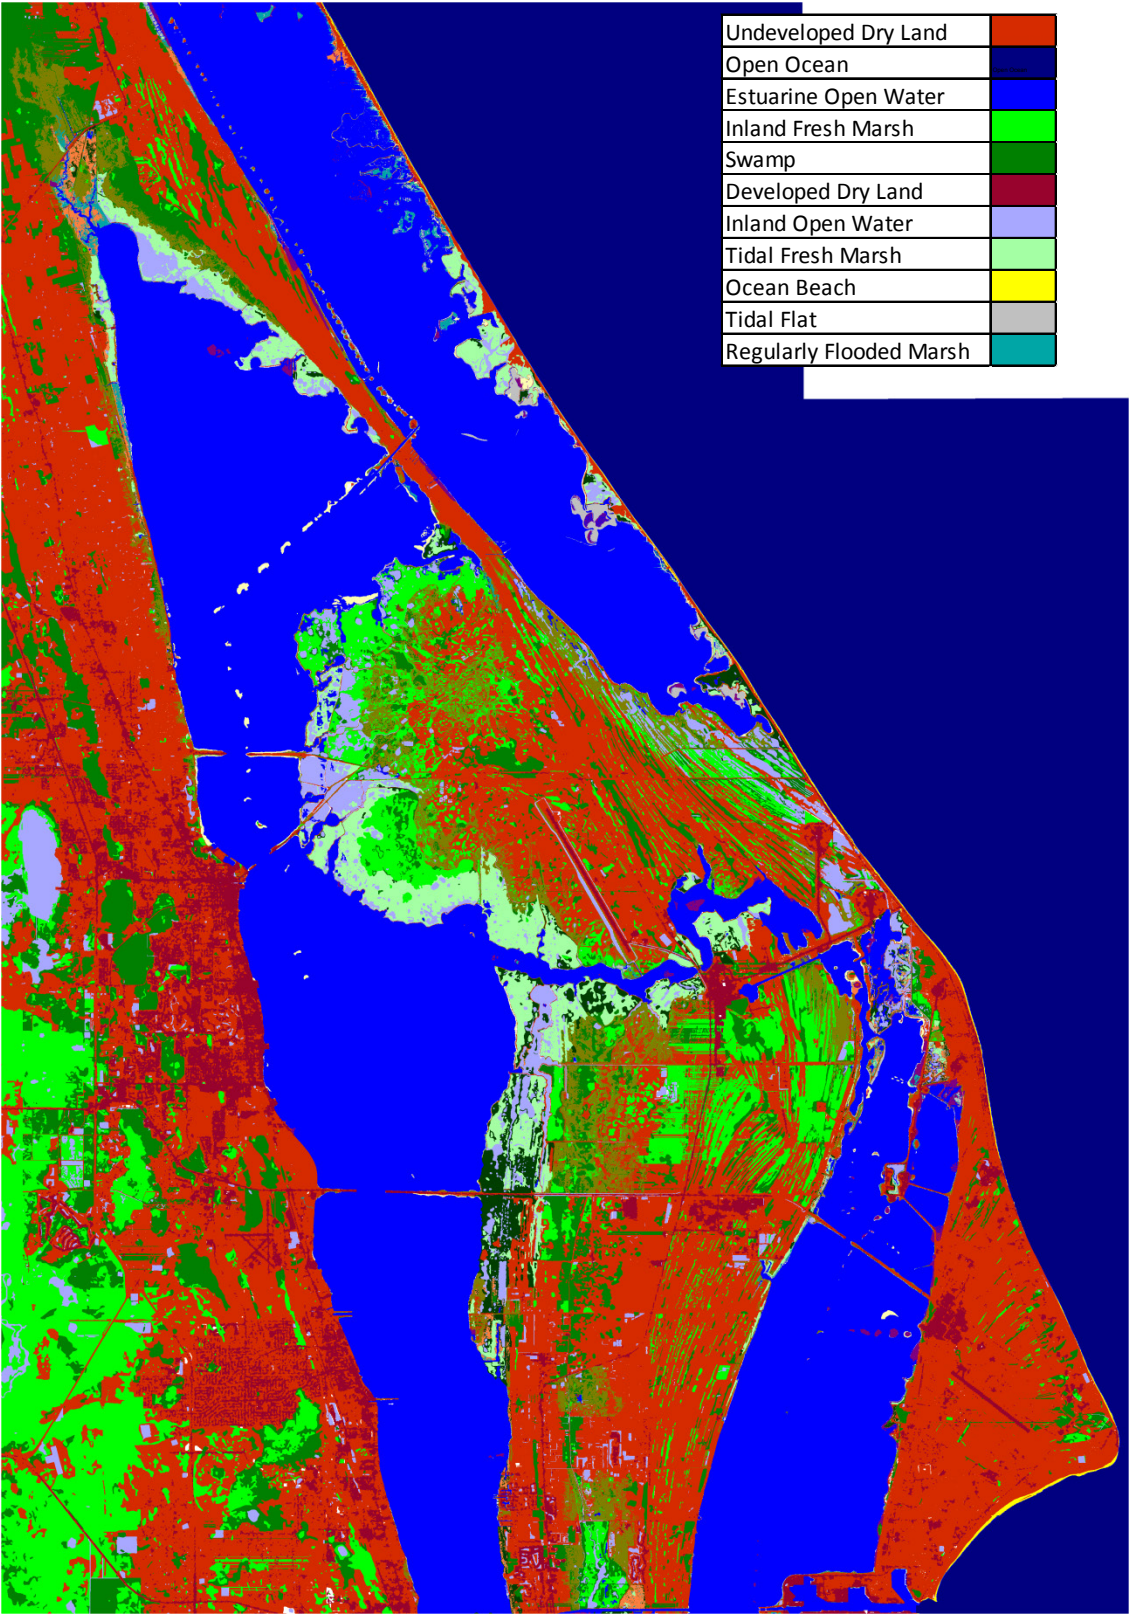 Undeveloped Dry Land
Open Ocean
Estuarine Open Water
Inland Fresh Marsh
Swamp
Developed Dry Land
Inland Open Water
Tidal Fresh Marsh
Ocean Beach
Tidal Flat
Regularly Flooded Marsh